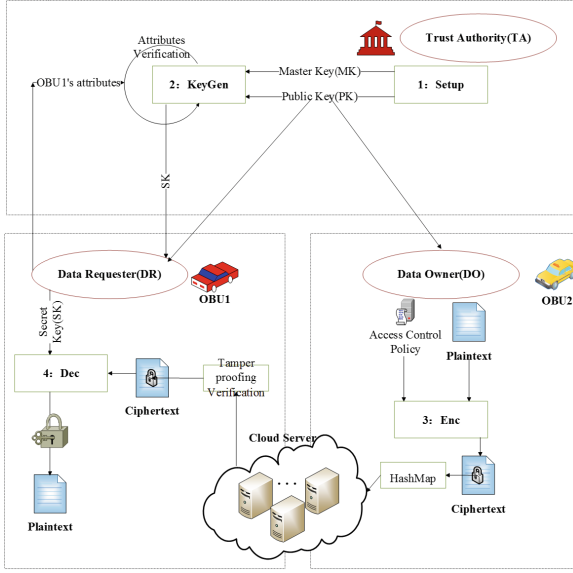 Attributes
Verification
Trust Authority(TA)
OBU1's attributes
2: KeyGen
Master Key(MK)
1: Setup
Public Key(PK)
SK
Data Requester(DR)
OBU1
Data Owner(DO)
OBU2
Secret
Key(SK)
Access Control
Policy
Plaintext
4: Dec
Ciphertext
Tamper
proofing
Verification
3: Enc
Cloud Server
HashMap
Ciphertext
Plaintext